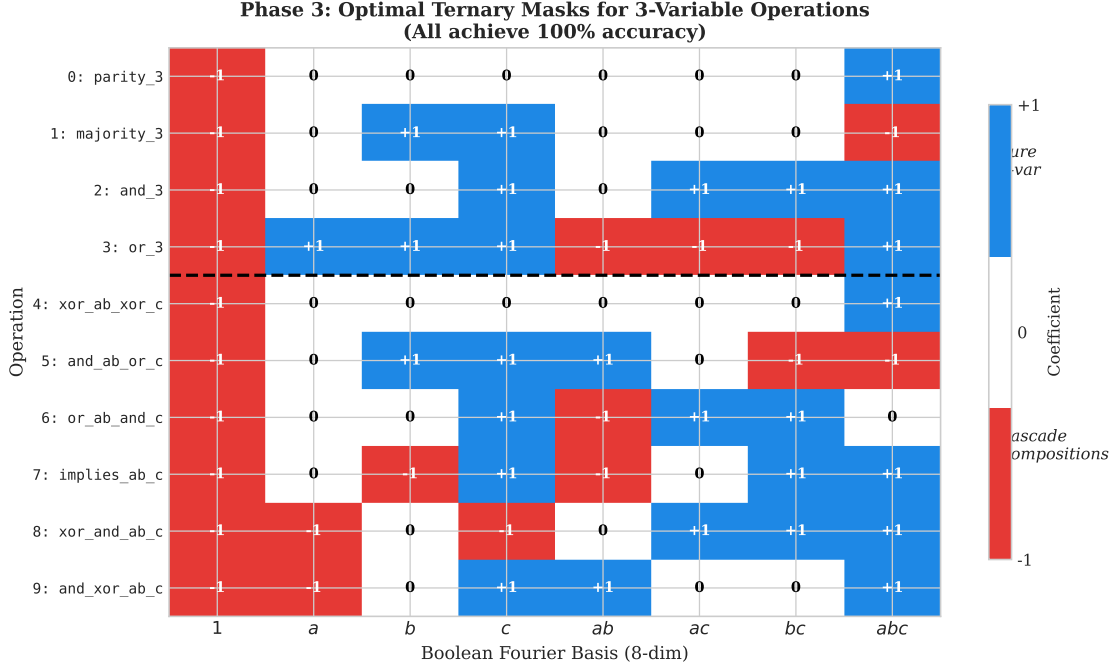 Phase 3: Optimal Ternary Masks for 3-Variable Operations
(All achieve 100% accuracy)
0: parity_3 -1 0 0 0 0 0 0 +1
1: majority_3 -1 0 +1 +1 0 0 0 -1
2: and_3 -1 0 0 +1 0 +1 +1 +1
3: or_3 -1 +1 +1 +1 -1 -1 -1 +1
4: xor_ab_xor_c -1 0 0 0 0 0 0 +1
5: and_ab_or_c -1 0 +1 +1 +1 0 -1 -1
6: or_ab_and_c -1 0 0 +1 -1 +1 +1 0
7: implies_ab_c -1 0 -1 +1 -1 0 +1 +1
8: xor_and_ab_c -1 -1 0 -1 0 +1 +1 +1
9: and_xor_ab_c -1 -1 0 +1 +1 0 0 +1
1 a b c ab ac bc abc
Boolean Fourier Basis (8-dim)
Operation
+1
ure
-var
0
ascade
ompositions
-1
Coefficient